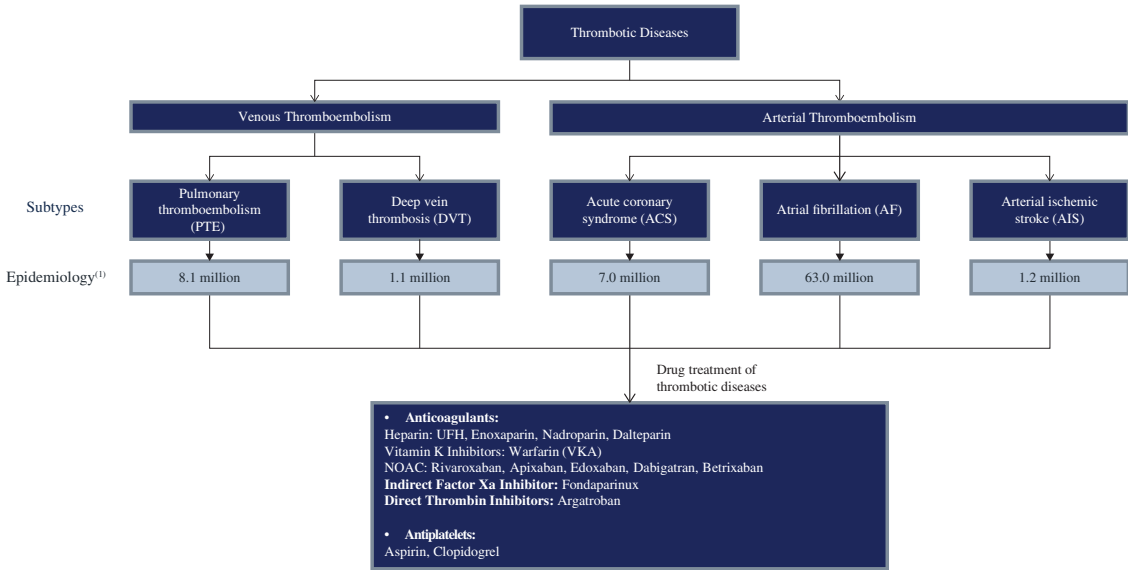 Thrombotic Diseases
Venous Thromboembolism
Arterial Thromboembolism
Subtypes
Pulmonary
thromboembolism
(PTE)
Deep vein
thrombosis (DVT)
Acute coronary
syndrome (ACS)
Atrial fibrillation (AF)
Arterial ischemic
stroke (AIS)
Epidemiology(1)
8.1 million
1.1 million
7.0 million
63.0 million
1.2 million
Drug treatment of
thrombotic diseases
• Anticoagulants:
Heparin: UFH, Enoxaparin, Nadroparin, Dalteparin
Vitamin K Inhibitors: Warfarin (VKA)
NOAC: Rivaroxaban, Apixaban, Edoxaban, Dabigatran, Betrixaban
Indirect Factor Xa Inhibitor: Fondaparinux
Direct Thrombin Inhibitors: Argatroban
• Antiplatelets:
Aspirin, Clopidogrel